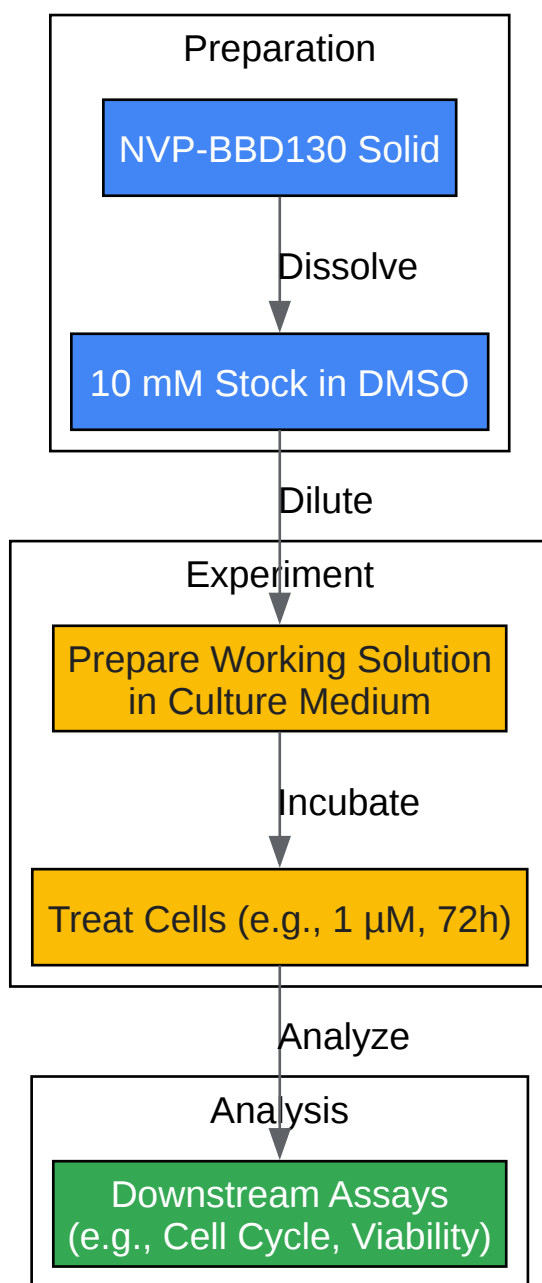 Preparation
NVP-BBD130 Solid
Dissolve
10 mM Stock in DMSO
Dilute
Experiment
Prepare Working Solution
in Culture Medium
Incubate
Treat Cells (e.g., 1 µM, 72h)
Analyze
Analysis
Downstream Assays
(e.g., Cell Cycle, Viability)